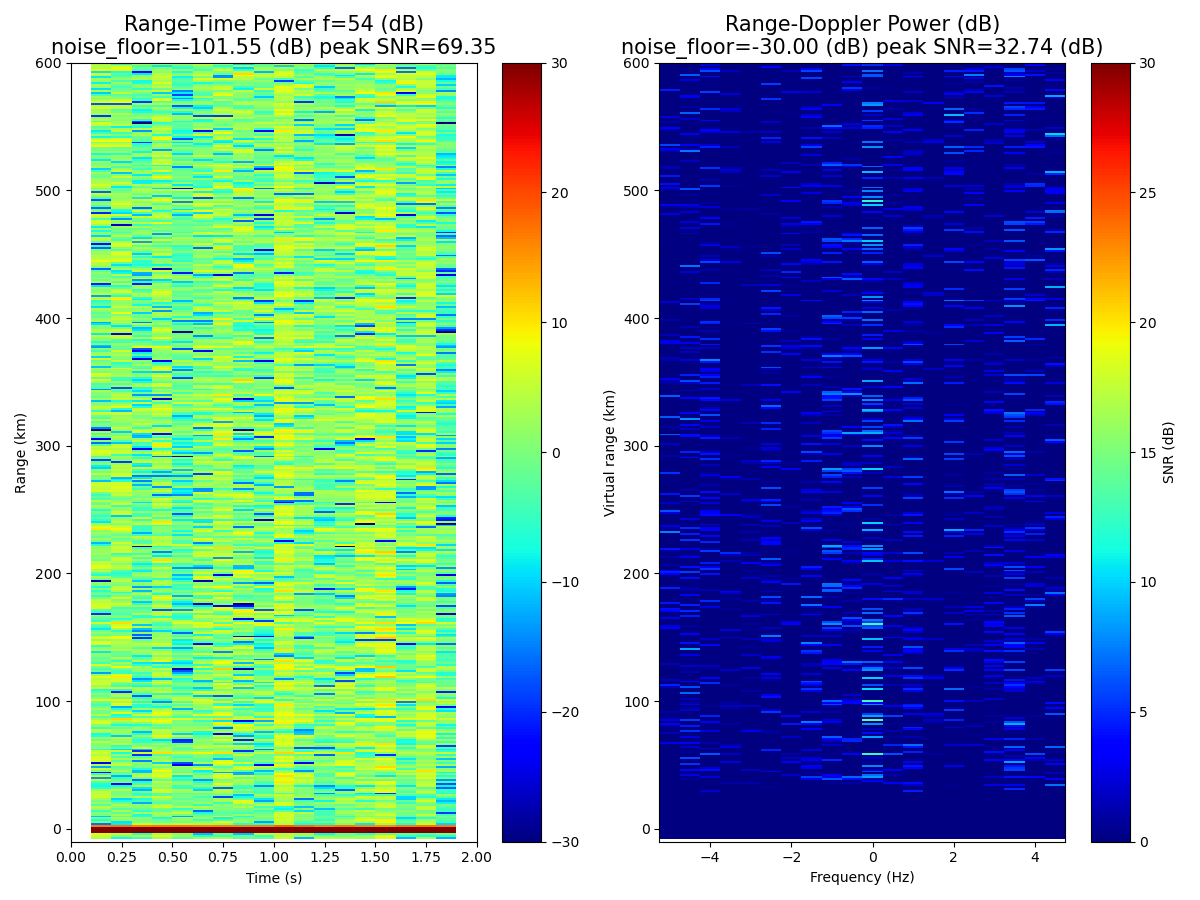 Range-Time Power f=54 (dB)
noise_floor=-101.55 (dB) peak SNR=69.35
Range (km)
600
500
400
300
200
100
0
0.00 0.25 0.50 0.75 1.00 1.25 1.50 1.75 2.00
Time (s)
30
20
10
0
−10
−20
−30
Range-Doppler Power (dB)
noise_floor=-30.00 (dB) peak SNR=32.74 (dB)
Virtual range (km)
600
500
400
300
200
100
0
−4 −2 0 2 4
Frequency (Hz)
30
25
20
15
10
5
0
SNR (dB)